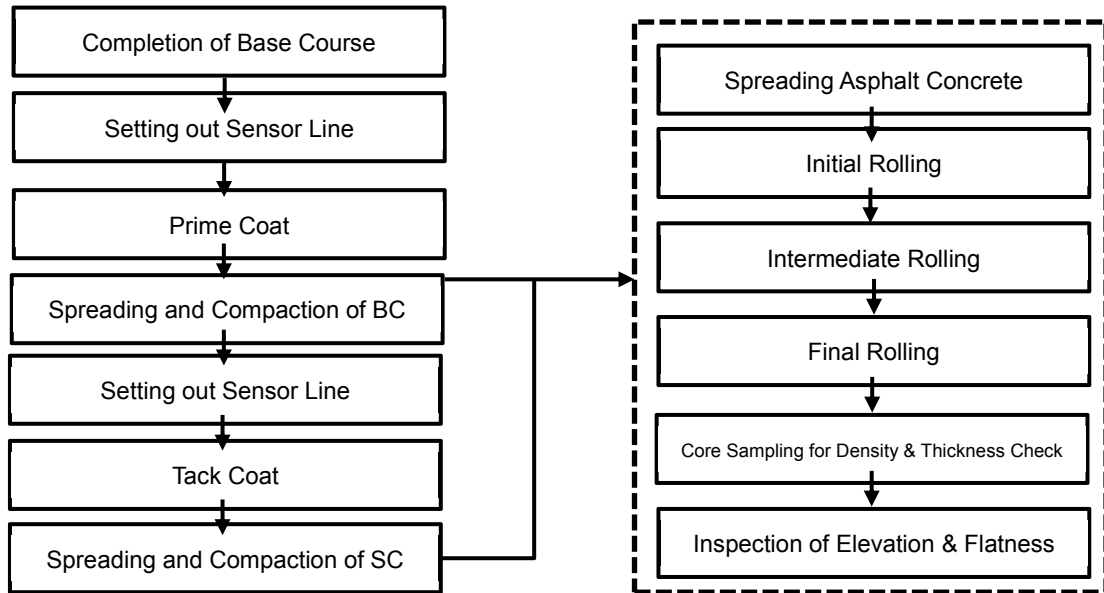 Completion of Base Course
Setting out Sensor Line
Prime Coat
Spreading and Compaction of BC
Setting out Sensor Line
Tack Coat
Spreading and Compaction of SC
Spreading Asphalt Concrete
Initial Rolling
Intermediate Rolling
Final Rolling
Core Sampling for Density & Thickness Check
Inspection of Elevation & Flatness